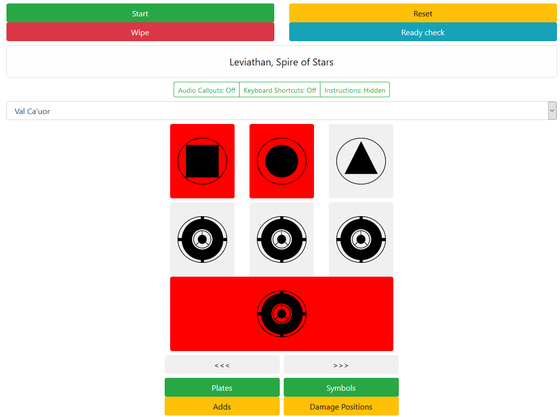 Start
Reset
Wipe
Ready check
Leviathan, Spire of Stars
Audio Callouts: Off
Keyboard Shortcuts: Off
Instructions: Hidden
Val Ca'uor
<<<
>>>
Plates
Symbols
Adds
Damage Positions